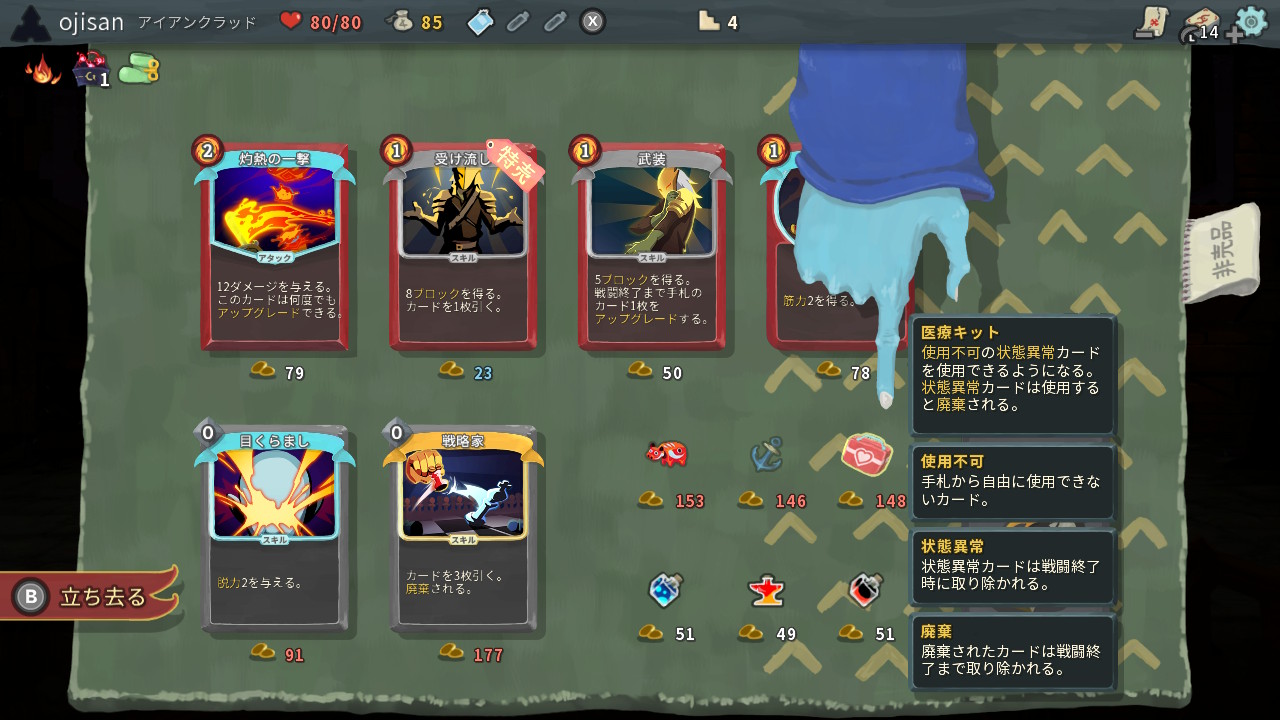 ojisan アイアンクラッド 80/80 85 X 4 14
1
2 灼熱の一撃
アタック
12ダメージを与える。
このカードは何度でも
アップグレードできる。
79
1 受け流し
特売
スキル
8ブロックを得る。
カードを1枚引く。
23
1 武装
スキル
5ブロックを得る。
戦闘終了まで手札の
カード1枚を
アップグレードする。
50
1
筋力2を得る。
78
非売品
0 目くらまし
スキル
脱力2を与える。
91
0 戦略家
スキル
カードを3枚引く。
廃棄される。
177
153 146 148
51 49 51
医療キット
使用不可の状態異常カード
を使用できるようになる。
状態異常カードは使用する
と廃棄される。
使用不可
手札から自由に使用できな
いカード。
状態異常
状態異常カードは戦闘終了
時に取り除かれる。
廃棄
廃棄されたカードは戦闘終
了まで取り除かれる。
B 立ち去る